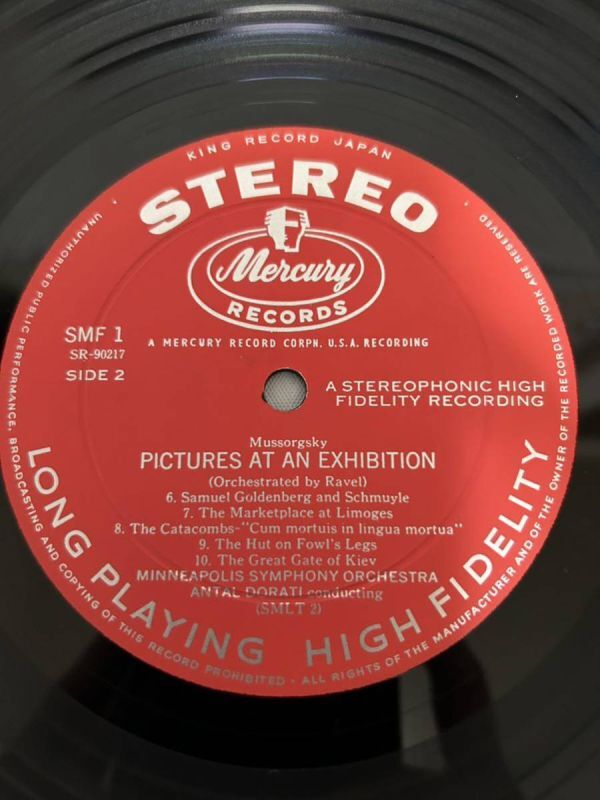 KING RECORD JAPAN
STEREO
Mercury
RECORDS
A MERCURY RECORD CORPN. U.S.A. RECORDING
SMF 1
SR-90217
SIDE 2
A STEREOPHONIC HIGH
FIDELITY RECORDING
Mussorgsky
PICTURES AT AN EXHIBITION
(Orchestrated by Ravel)
6. Samuel Goldenberg and Schmuyle
7. The Marketplace at Limoges
8. The Catacombs-"Cum mortuis in lingua mortua"
9. The Hut on Fowl's Legs
10. The Great Gate of Kiev
MINNEAPOLIS SYMPHONY ORCHESTRA
ANTAL DORATI conducting
(SMLT 2)
LONG PLAYING HIGH FIDELITY
UNAUTHORIZED PUBLIC PERFORMANCE, BROADCASTING AND COPYING OF THIS RECORD PROHIBITED · ALL RIGHTS OF THE MANUFACTURER AND OF THE OWNER OF THE RECORDED WORK ARE RESERVED